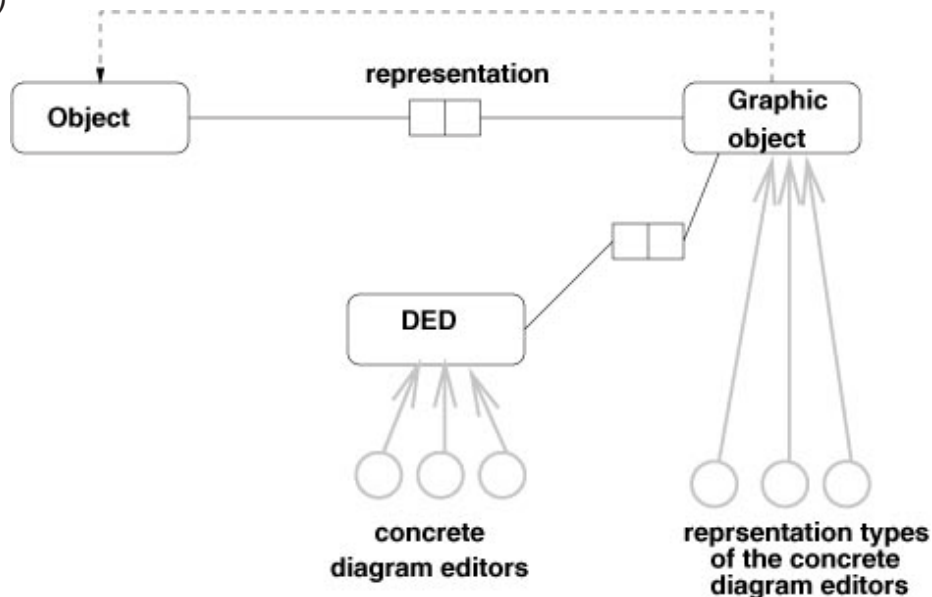 )
representation
Object
Graphic
object
DED
concrete
diagram editors
reprsentation types
of the concrete
diagram editors